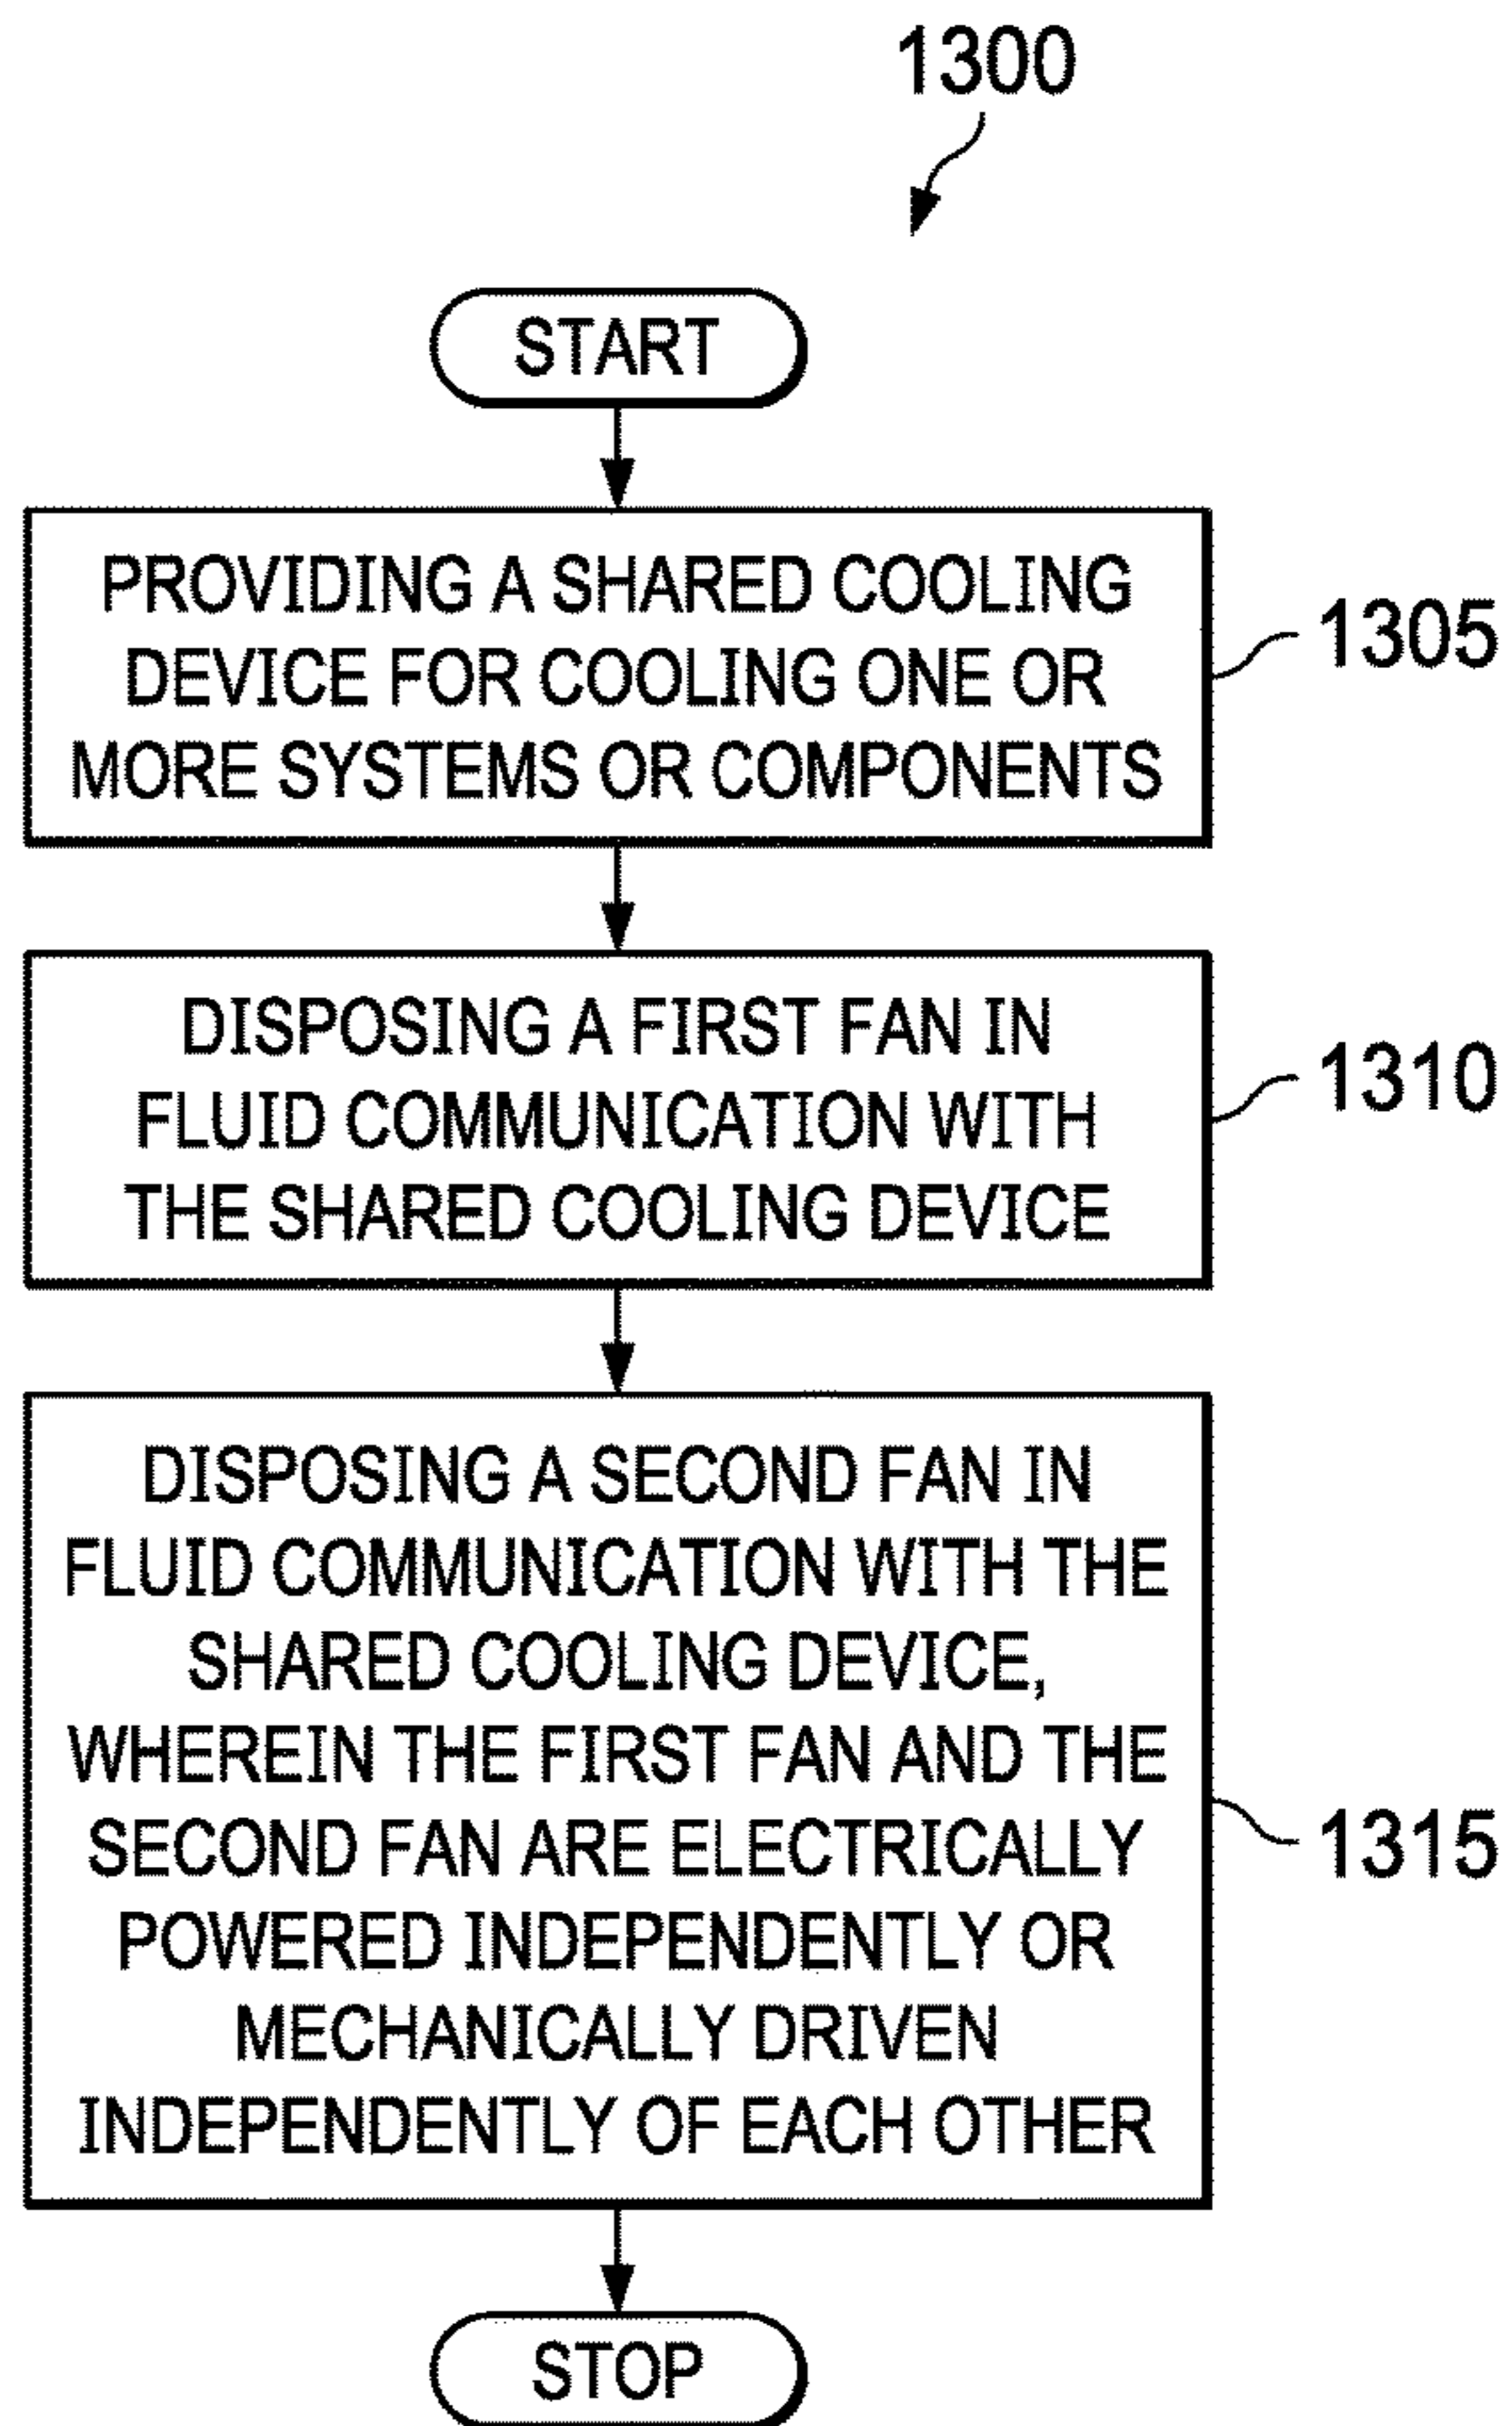 1300
START
PROVIDING A SHARED COOLING
DEVICE FOR COOLING ONE OR
MORE SYSTEMS OR COMPONENTS
1305
DISPOSING A FIRST FAN IN
FLUID COMMUNICATION WITH
THE SHARED COOLING DEVICE
1310
DISPOSING A SECOND FAN IN
FLUID COMMUNICATION WITH THE
SHARED COOLING DEVICE,
WHEREIN THE FIRST FAN AND THE
SECOND FAN ARE ELECTRICALLY
POWERED INDEPENDENTLY OR
MECHANICALLY DRIVEN
INDEPENDENTLY OF EACH OTHER
1315
STOP